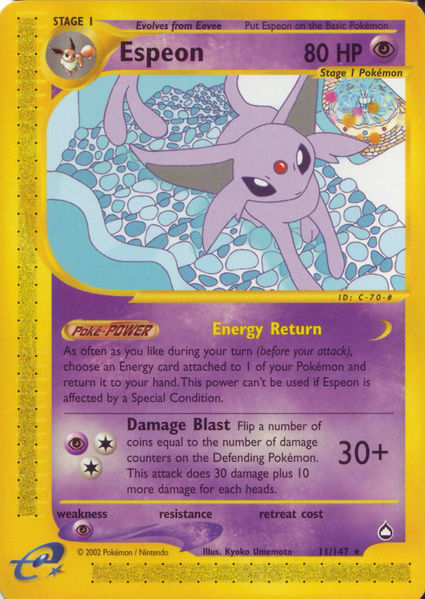 STAGE 1
Evolves from Eevee Put Espeon on the Basic Pokémon
Espeon 80 HP
Stage 1 Pokémon
ID: C-70-#
Poké-POWER Energy Return
As often as you like during your turn (before your attack),
choose an Energy card attached to 1 of your Pokémon and
return it to your hand. This power can't be used if Espeon is
affected by a Special Condition.
Damage Blast Flip a number of
coins equal to the number of damage
counters on the Defending Pokémon.
This attack does 30 damage plus 10
more damage for each heads.
30+
weakness resistance retreat cost
e
© 2002 Pokémon / Nintendo Illus. Kyoko Umemoto 11/147 ★